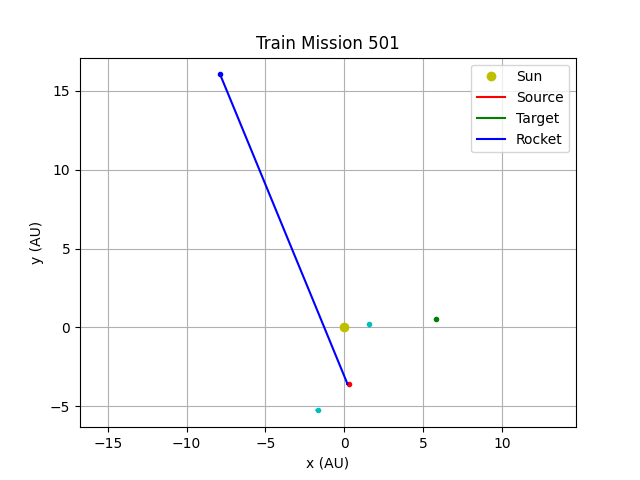 Train Mission 501
Sun
Source
Target
Rocket
15
10
5
0
−5
y (AU)
−15
−10
−5
0
5
10
x (AU)